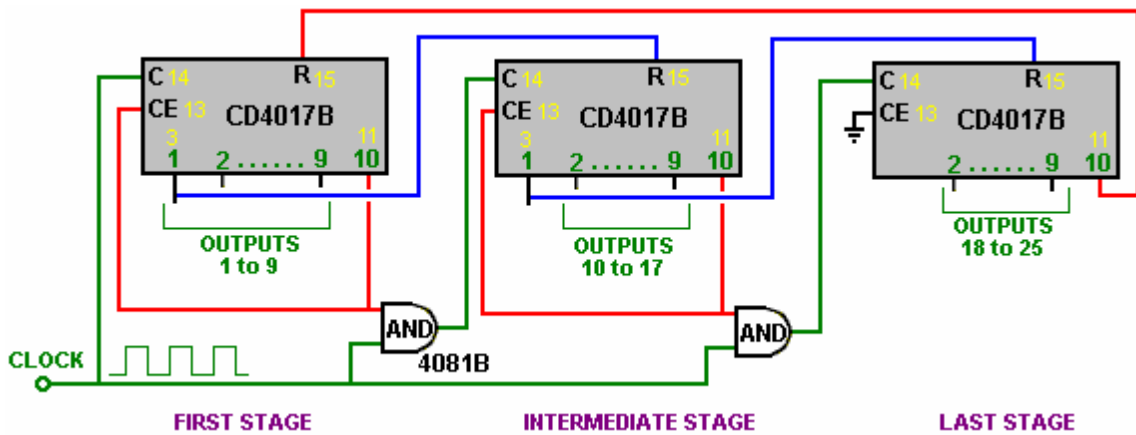 C 14
R 15
CE 13
CD4017B
3
11
1 2 ...... 9 10
OUTPUTS
1 to 9
C 14
R 15
CE 13
CD4017B
3
11
1 2 ...... 9 10
OUTPUTS
10 to 17
C 14
R 15
CE 13
CD4017B
11
2 ...... 9 10
OUTPUTS
18 to 25
AND
4081B
AND
CLOCK
FIRST STAGE
INTERMEDIATE STAGE
LAST STAGE